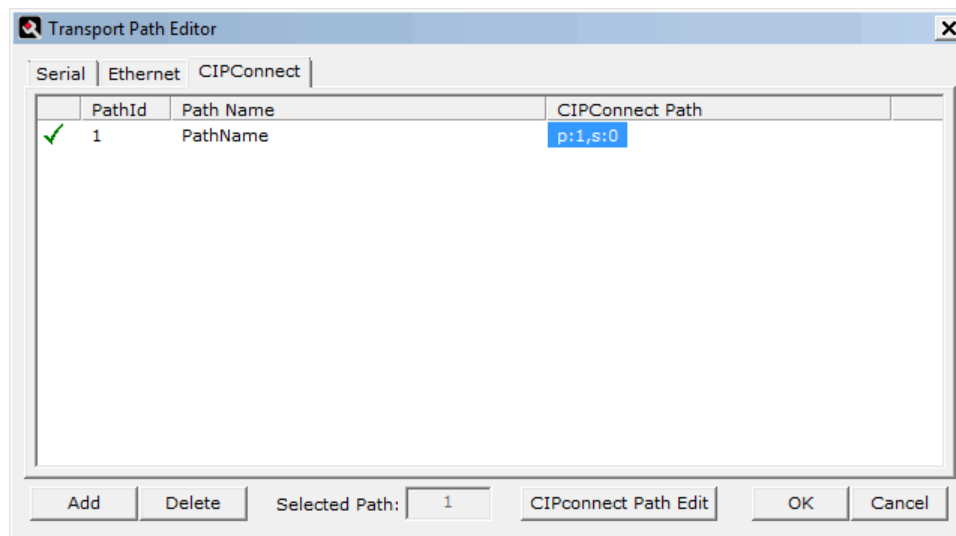 Transport Path Editor
Serial Ethernet CIPConnect
PathId Path Name CIPConnect Path
1 PathName p:1,s:0
Add Delete Selected Path: 1 CIPconnect Path Edit OK Cancel